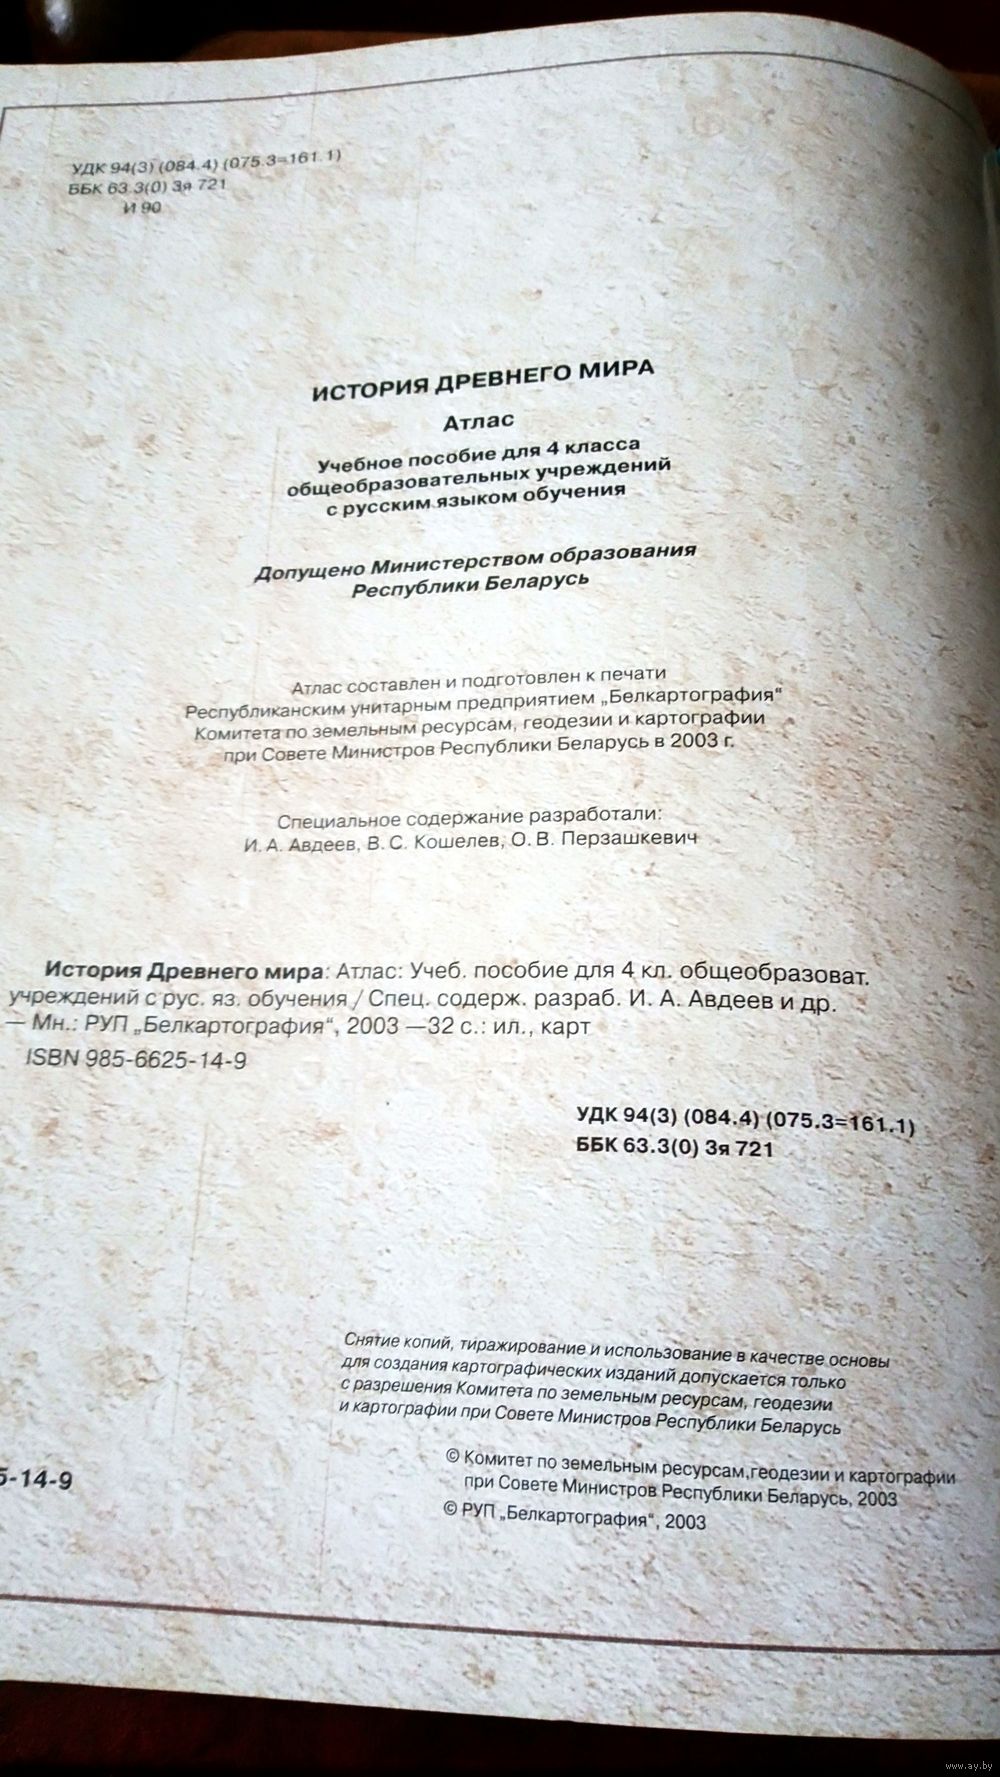 УДК 94(3) (084.4) (075.3=161.1)
ББК 63.3(0) 3я 721
И 90
ИСТОРИЯ ДРЕВНЕГО МИРА
Атлас
Учебное пособие для 4 класса
общеобразовательных учреждений
с русским языком обучения
Допущено Министерством образования
Республики Беларусь
Атлас составлен и подготовлен к печати
Республиканским унитарным предприятием „Белкартография“
Комитета по земельным ресурсам, геодезии и картографии
при Совете Министров Республики Беларусь в 2003 г.
Специальное содержание разработали:
И. А. Авдеев, В. С. Кошелев, О. В. Перзашкевич
История Древнего мира: Атлас: Учеб. пособие для 4 кл. общеобразоват.
учреждений с рус. яз. обучения / Спец. содерж. разраб. И. А. Авдеев и др.
— Мн.: РУП „Белкартография“, 2003 —32 с.: ил., карт
ISBN 985-6625-14-9
УДК 94(3) (084.4) (075.3=161.1)
ББК 63.3(0) 3я 721
Снятие копий, тиражирование и использование в качестве основы
для создания картографических изданий допускается только
с разрешения Комитета по земельным ресурсам, геодезии
и картографии при Совете Министров Республики Беларусь
5-14-9
© Комитет по земельным ресурсам,геодезии и картографии
при Совете Министров Республики Беларусь, 2003
© РУП „Белкартография“, 2003
www.ay.by